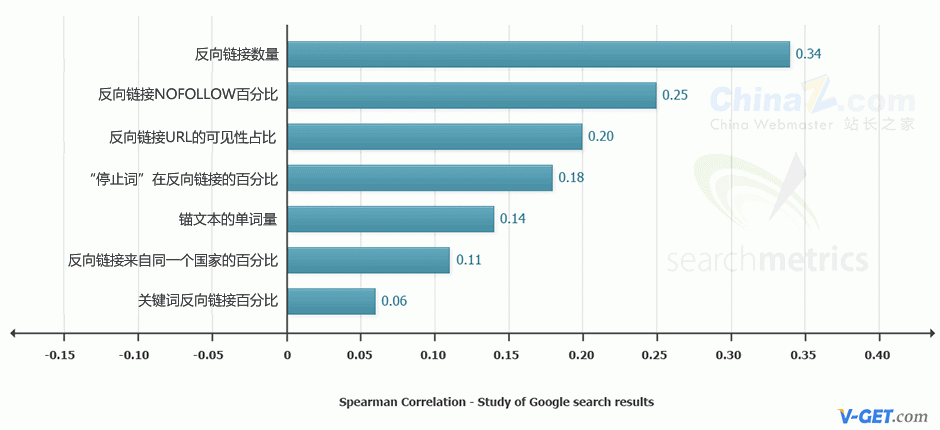 反向链接数量
0.34
反向链接NOFOLLOW百分比
0.25
ChinaZ.com
China Webmaster 站长之家
反向链接URL的可见性占比
0.20
“停止词”在反向链接的百分比
0.18
锚文本的单词量
0.14
searchmetrics
反向链接来自同一个国家的百分比
0.11
关键词反向链接百分比
0.06
-0.15 -0.10 -0.05 0 0.05 0.10 0.15 0.20 0.25 0.30 0.35 0.40
Spearman Correlation - Study of Google search results
V-GET.com